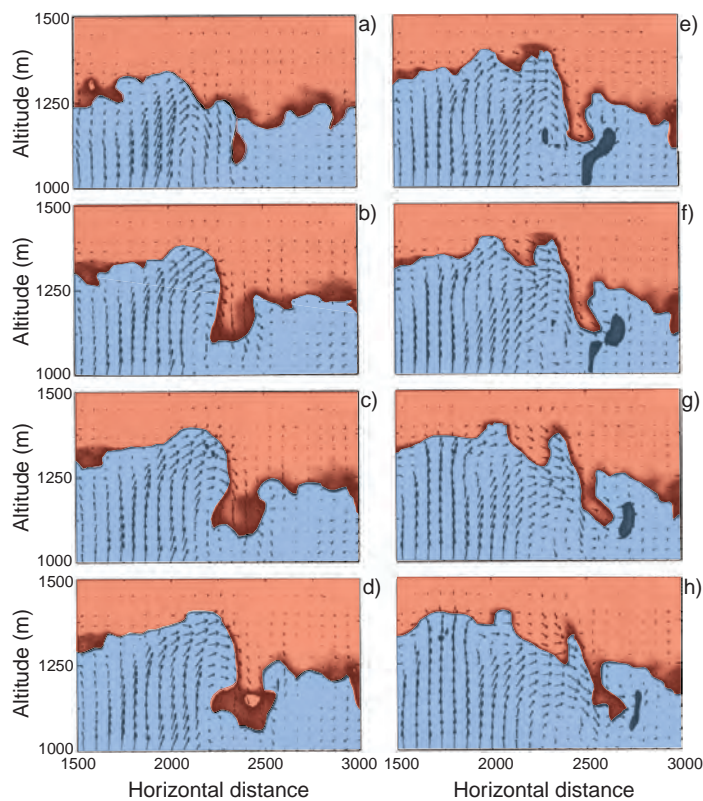 1500
a)
e)
Altitude (m)
1250
1000
1500
b)
f)
Altitude (m)
1250
1000
1500
c)
g)
Altitude (m)
1250
1000
1500
d)
h)
Altitude (m)
1250
1000
1500 2000 2500 3000 1500 2000 2500 3000
Horizontal distance Horizontal distance